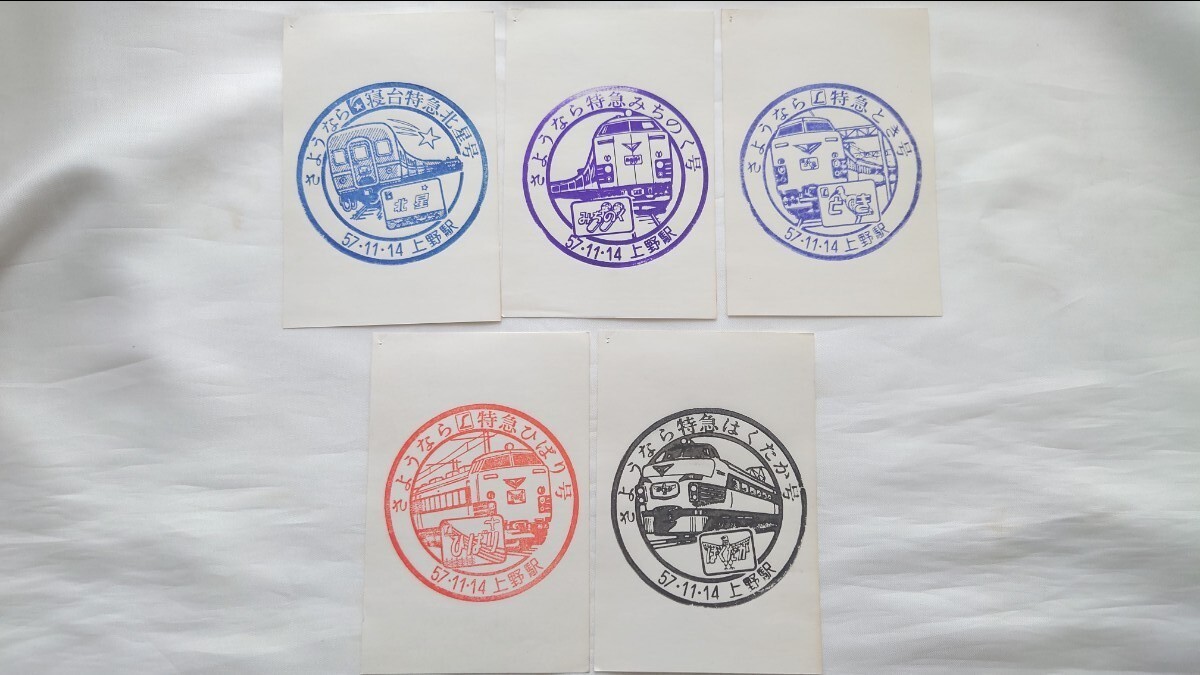 さようなら寝台特急北星号
北星
57・11・14 上野駅
さようなら特急みちのく号
みちのく
57・11・14 上野駅
さようならL特急とき号
とき
57・11・14 上野駅
さようならL特急ひばり号
ひばり
57・11・14 上野駅
さようなら特急はくたか号
はくたか
57・11・14 上野駅